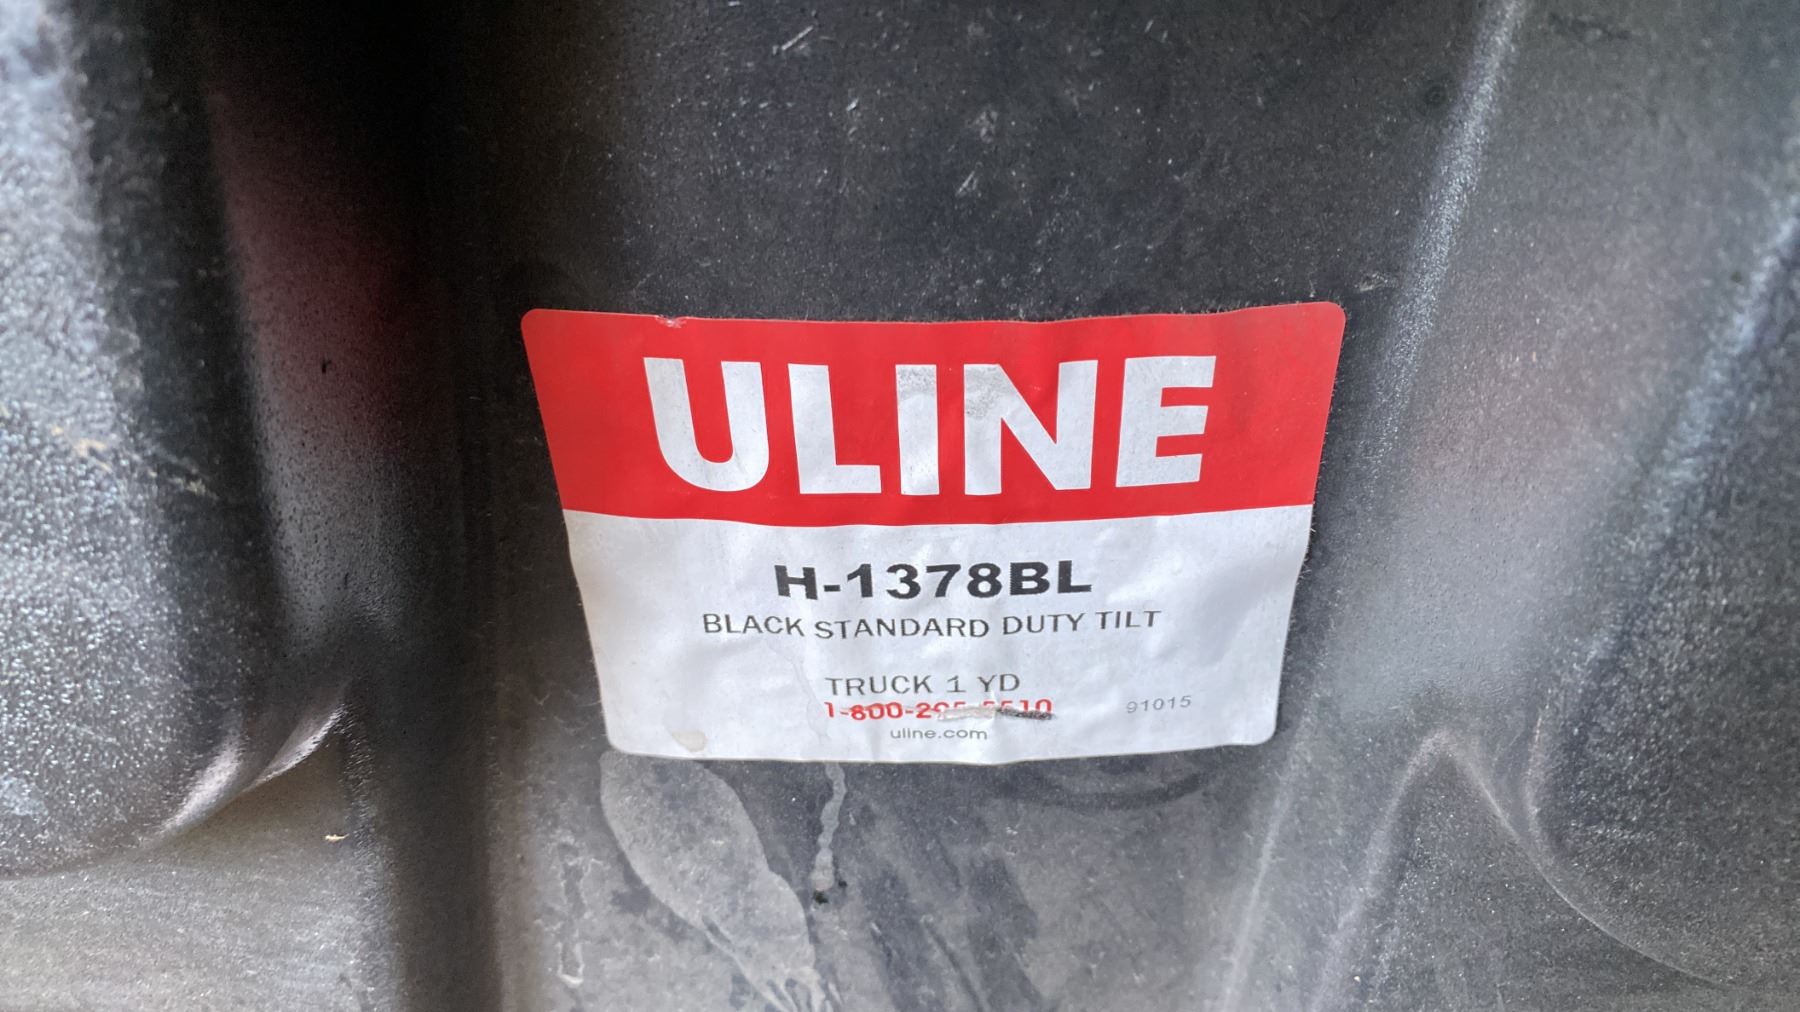 ULINE
H-1378BL
BLACK STANDARD DUTY TILT
TRUCK 1 YD
91015
uline.com